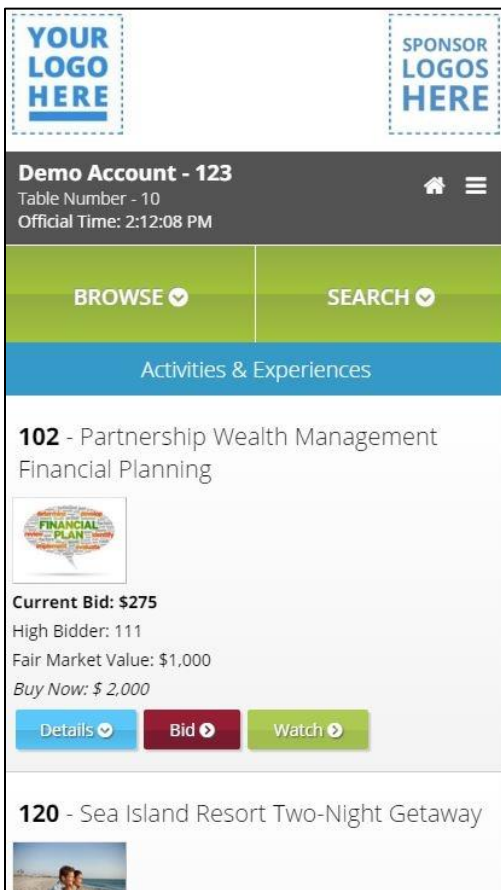 YOUR
LOGO
HERE
SPONSOR
LOGOS
HERE
Demo Account - 123
Table Number - 10
Official Time: 2:12:08 PM
BROWSE
SEARCH
Activities & Experiences
102 - Partnership Wealth Management
Financial Planning
FINANCIAL
PLAN
Current Bid: $275
High Bidder: 111
Fair Market Value: $1,000
Buy Now: $ 2,000
Details
Bid
Watch
120 - Sea Island Resort Two-Night Getaway